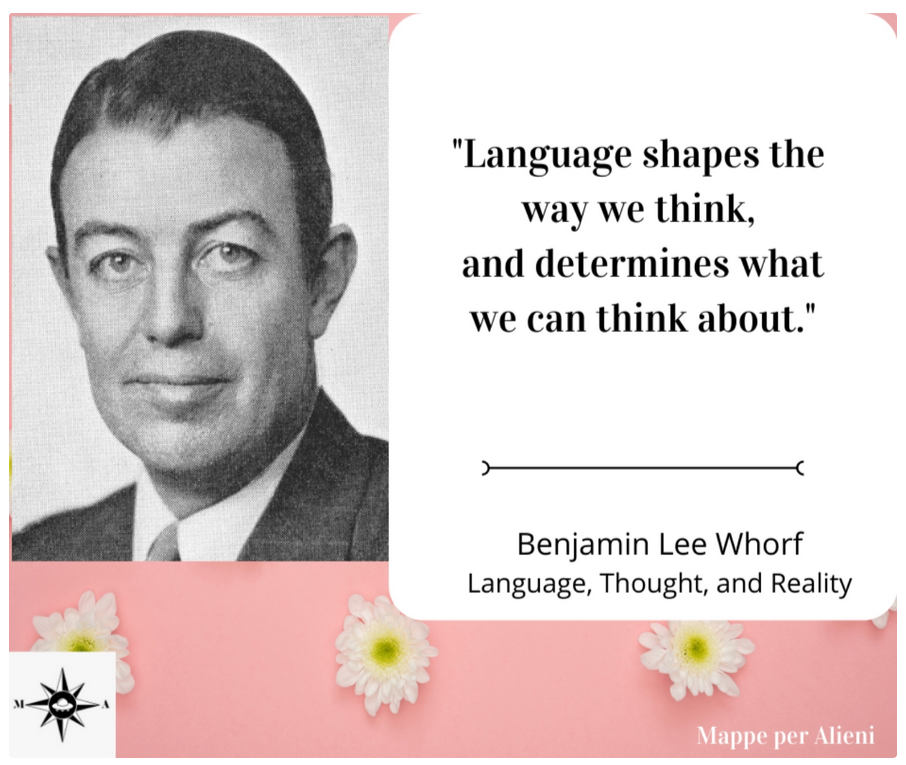 "Language shapes the
way we think,
and determines what
we can think about."
Benjamin Lee Whorf
Language, Thought, and Reality
M A
Mappe per Alieni